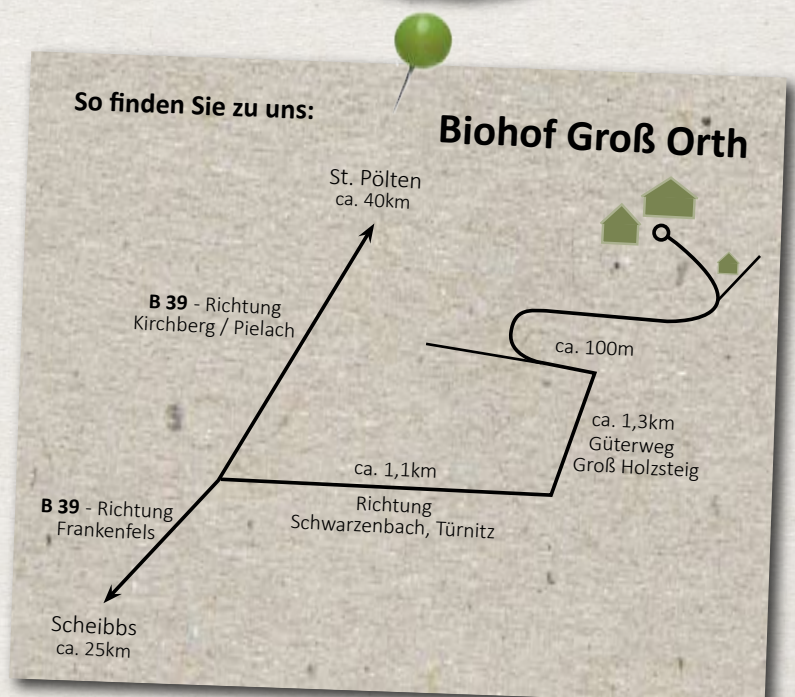 So finden Sie zu uns:
Biohof Groß Orth
St. Pölten
ca. 40km
B 39 - Richtung
Kirchberg / Pielach
ca. 100m
ca. 1,3km
Güterweg
Groß Holzsteig
ca. 1,1km
Richtung
Schwarzenbach, Türnitz
B 39 - Richtung
Frankenfels
Scheibbs
ca. 25km